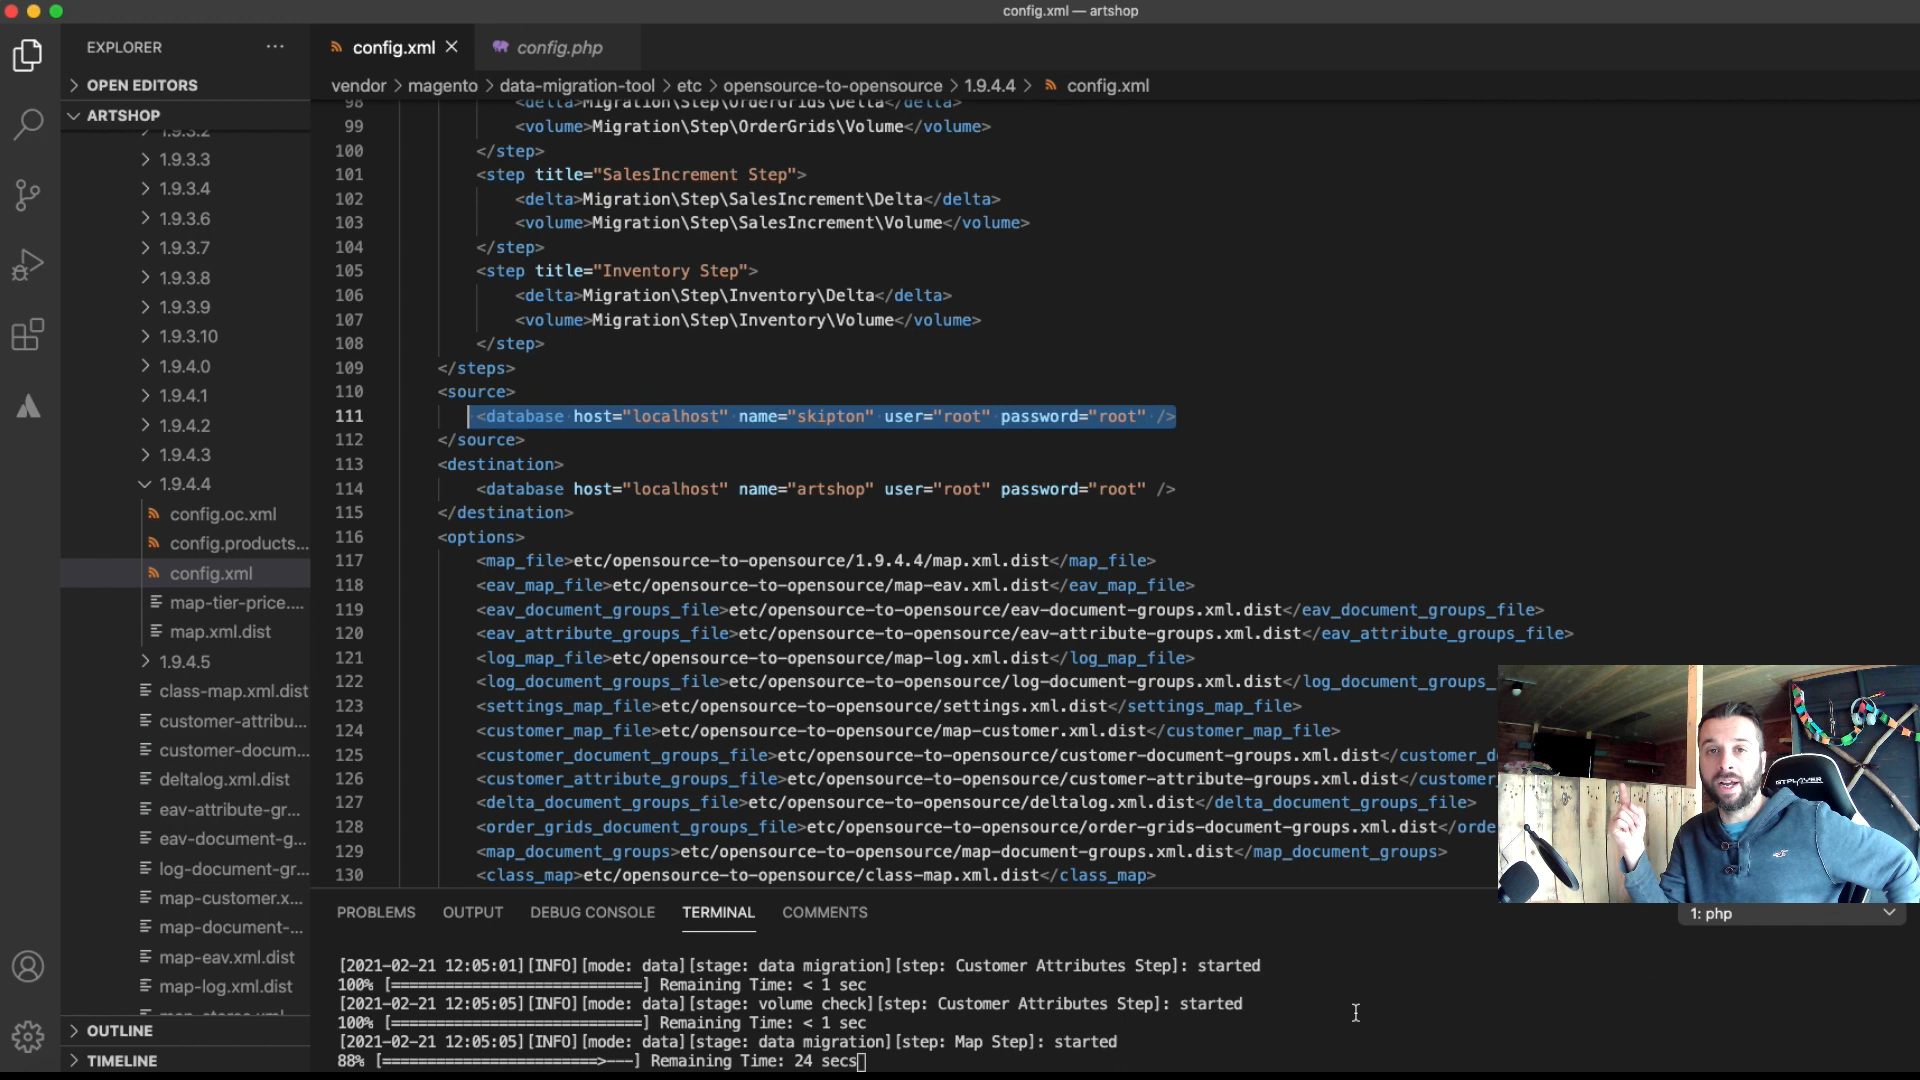 config.xml — artshop
EXPLORER
OPEN EDITORS
ARTSHOP
1.9.3.2
1.9.3.3
1.9.3.4
1.9.3.6
1.9.3.7
1.9.3.8
1.9.3.9
1.9.3.10
1.9.4.0
1.9.4.1
1.9.4.2
1.9.4.3
1.9.4.4
config.oc.xml
config.products...
config.xml
map-tier-price....
map.xml.dist
1.9.4.5
class-map.xml.dist
customer-attribu...
customer-docum...
deltalog.xml.dist
eav-attribute-gr...
eav-document-g...
log-document-gr...
map-customer.x...
map-document-...
map-eav.xml.dist
map-log.xml.dist
OUTLINE
TIMELINE
config.xml
config.php
vendor > magento > data-migration-tool > etc > opensource-to-opensource > 1.9.4.4 > config.xml
98 <delta>Migration\Step\OrderGrids\Delta</delta>
99 <volume>Migration\Step\OrderGrids\Volume</volume>
100 </step>
101 <step title="SalesIncrement Step">
102 <delta>Migration\Step\SalesIncrement\Delta</delta>
103 <volume>Migration\Step\SalesIncrement\Volume</volume>
104 </step>
105 <step title="Inventory Step">
106 <delta>Migration\Step\Inventory\Delta</delta>
107 <volume>Migration\Step\Inventory\Volume</volume>
108 </step>
109 </steps>
110 <source>
111 <database host="localhost" name="skipton" user="root" password="root" />
112 </source>
113 <destination>
114 <database host="localhost" name="artshop" user="root" password="root" />
115 </destination>
116 <options>
117 <map_file>etc/opensource-to-opensource/1.9.4.4/map.xml.dist</map_file>
118 <eav_map_file>etc/opensource-to-opensource/map-eav.xml.dist</eav_map_file>
119 <eav_document_groups_file>etc/opensource-to-opensource/eav-document-groups.xml.dist</eav_document_groups_file>
120 <eav_attribute_groups_file>etc/opensource-to-opensource/eav-attribute-groups.xml.dist</eav_attribute_groups_file>
121 <log_map_file>etc/opensource-to-opensource/map-log.xml.dist</log_map_file>
122 <log_document_groups_file>etc/opensource-to-opensource/log-document-groups.xml.dist</log_document_groups_
123 <settings_map_file>etc/opensource-to-opensource/settings.xml.dist</settings_map_file>
124 <customer_map_file>etc/opensource-to-opensource/map-customer.xml.dist</customer_map_file>
125 <customer_document_groups_file>etc/opensource-to-opensource/customer-document-groups.xml.dist</customer_d
126 <customer_attribute_groups_file>etc/opensource-to-opensource/customer-attribute-groups.xml.dist</customer_
127 <delta_document_groups_file>etc/opensource-to-opensource/deltalog.xml.dist</delta_document_groups_file>
128 <order_grids_document_groups_file>etc/opensource-to-opensource/order-grids-document-groups.xml.dist</orde
129 <map_document_groups>etc/opensource-to-opensource/map-document-groups.xml.dist</map_document_groups>
130 <class_map>etc/opensource-to-opensource/class-map.xml.dist</class_map>
GTPLAYER
PROBLEMS OUTPUT DEBUG CONSOLE TERMINAL COMMENTS
1: php
[2021-02-21 12:05:01][INFO][mode: data][stage: data migration][step: Customer Attributes Step]: started
100% [============================] Remaining Time: < 1 sec
[2021-02-21 12:05:05][INFO][mode: data][stage: volume check][step: Customer Attributes Step]: started
100% [============================] Remaining Time: < 1 sec
[2021-02-21 12:05:05][INFO][mode: data][stage: data migration][step: Map Step]: started
88% [========================>---] Remaining Time: 24 secs